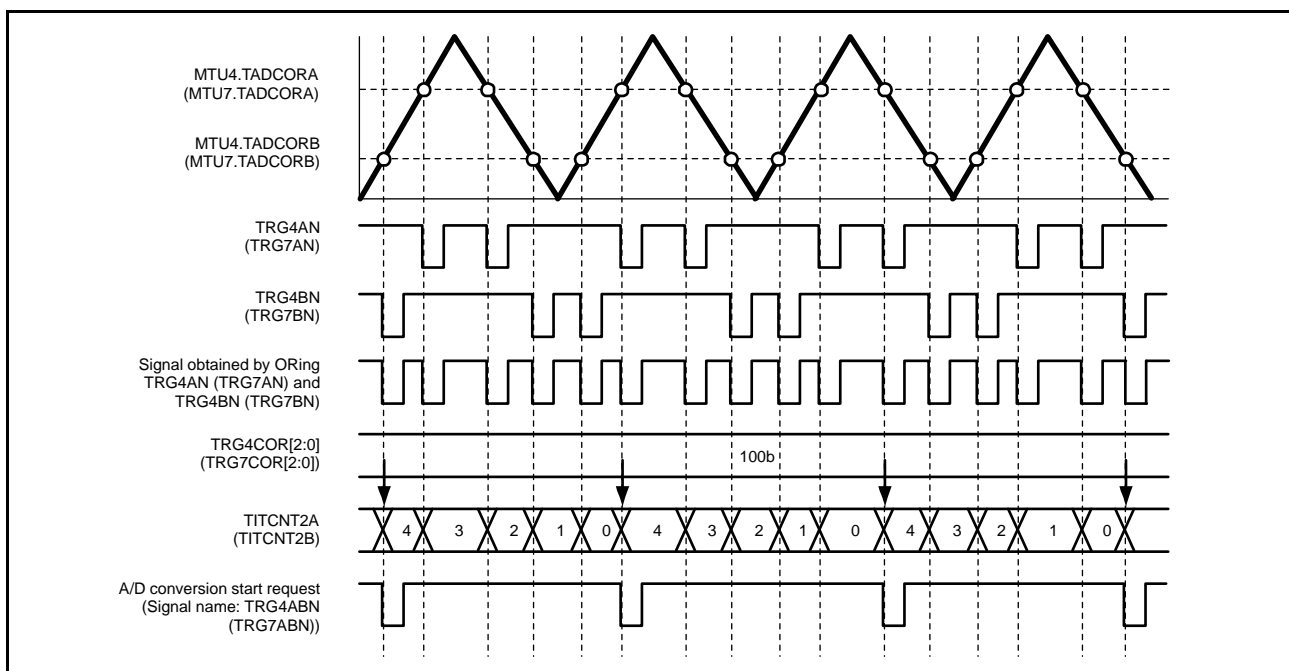 MTU4.TADCORA
(MTU7.TADCORA)
MTU4.TADCORB
(MTU7.TADCORB)
TRG4AN
(TRG7AN)
TRG4BN
(TRG7BN)
Signal obtained by ORing
TRG4AN (TRG7AN) and
TRG4BN (TRG7BN)
TRG4COR[2:0]
(TRG7COR[2:0])
100b
TITCNT2A
(TITCNT2B)
4 3 2 1 0 4 3 2 1 0 4 3 2 1 0
A/D conversion start request
(Signal name: TRG4ABN
(TRG7ABN))